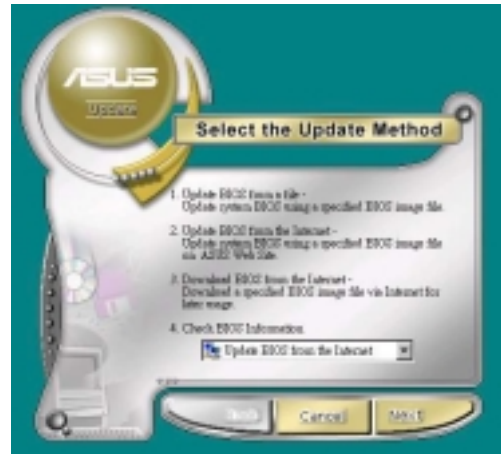 ASUS
Update
Select the Update Method
1. Update BIOS from a file -
Update system BIOS using a specified BIOS image file.
2. Update BIOS from the Internet -
Update system BIOS using a specified BIOS image file
via ASUS Web Site.
3. Download BIOS from the Internet -
Download a specified BIOS image file via Internet for
later usage.
4. Check BIOS Information
Update BIOS from the Internet
Cancel
Next